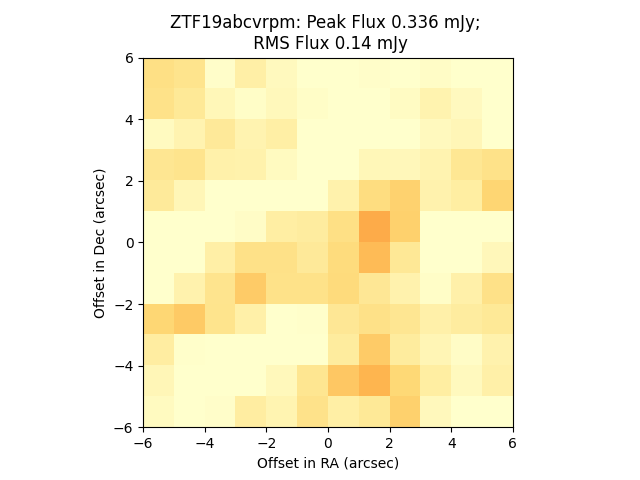 ZTF19abcvrpm: Peak Flux 0.336 mJy;
RMS Flux 0.14 mJy
6
4
2
0
−2
−4
−6
Offset in Dec (arcsec)
−6 −4 −2 0 2 4 6
Offset in RA (arcsec)